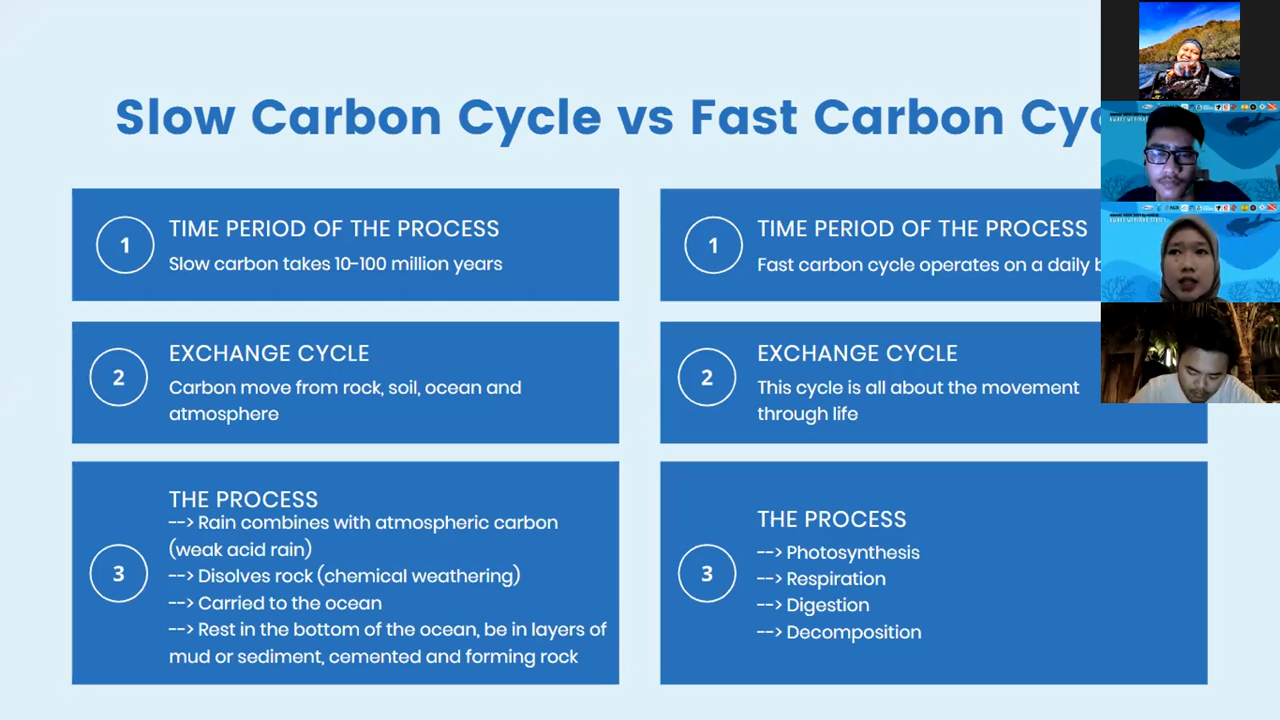 Slow Carbon Cycle vs Fast Carbon
1
TIME PERIOD OF THE PROCESS
Slow carbon takes 10-100 million years
2
EXCHANGE CYCLE
Carbon move from rock, soil, ocean and
atmosphere
3
THE PROCESS
--> Rain combines with atmospheric carbon
(weak acid rain)
--> Disolves rock (chemical weathering)
--> Carried to the ocean
--> Rest in the bottom of the ocean, be in layers of
mud or sediment, cemented and forming rock
1
TIME PERIOD OF THE PROCESS
Fast carbon cycle operates on a daily
2
EXCHANGE CYCLE
This cycle is all about the movement
through life
3
THE PROCESS
--> Photosynthesis
--> Respiration
--> Digestion
--> Decomposition